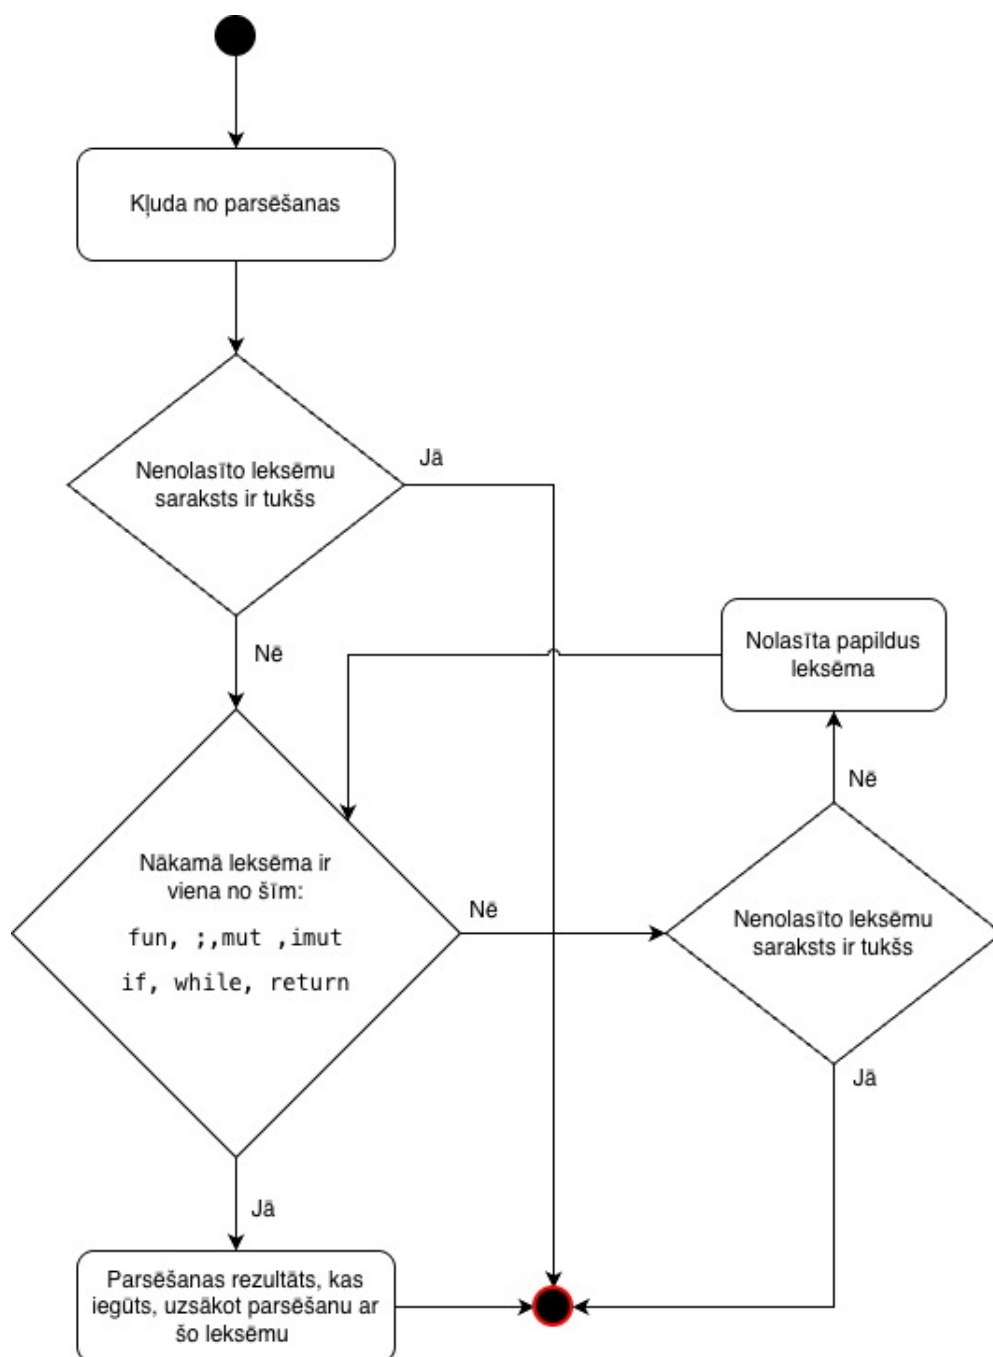 Kļuda no parsēšanas
Nenolasīto leksēmu
saraksts ir tukšs
Jā
Nē
Nolasīta papildus
leksēma
Nē
Nākamā leksēma ir
viena no šīm:
fun, ;,mut ,imut
if, while, return
Nē
Nenolasīto leksēmu
saraksts ir tukšs
Jā
Jā
Parsēšanas rezultāts, kas
iegūts, uzsākot parsēšanu ar
šo leksēmu